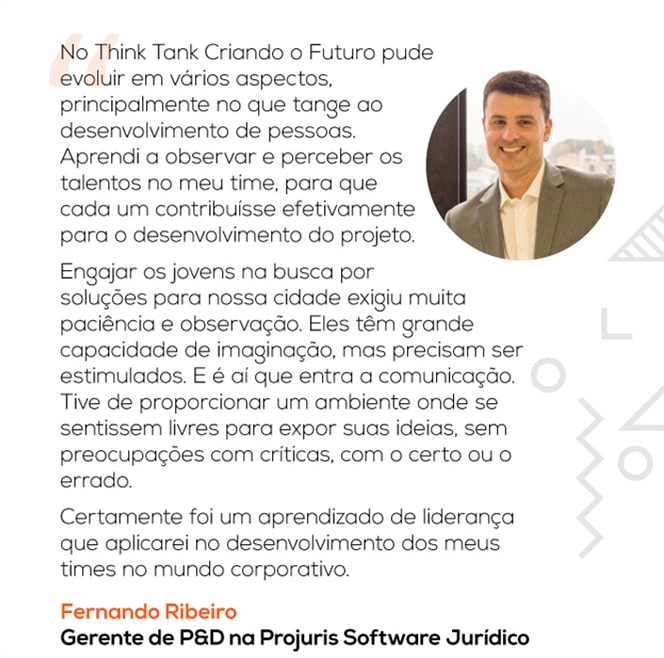 No Think Tank Criando o Futuro pude
evoluir em vários aspectos,
principalmente no que tange ao
desenvolvimento de pessoas.
Aprendi a observar e perceber os
talentos no meu time, para que
cada um contribuísse efetivamente
para o desenvolvimento do projeto.
Engajar os jovens na busca por
soluções para nossa cidade exigiu muita
paciência e observação. Eles têm grande
capacidade de imaginação, mas precisam ser
estimulados. E é aí que entra a comunicação.
Tive de proporcionar um ambiente onde se
sentissem livres para expor suas ideias, sem
preocupações com críticas, com o certo ou o
errado.
Certamente foi um aprendizado de liderança
que aplicarei no desenvolvimento dos meus
times no mundo corporativo.
Fernando Ribeiro
Gerente de P&D na Projuris Software Jurídico